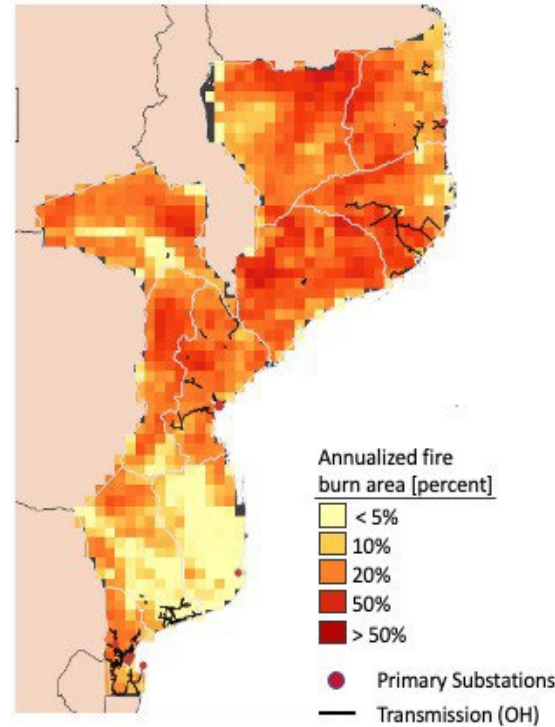 Annualized fire
burn area [percent]
< 5%
10%
20%
50%
> 50%
Primary Substations
Transmission (OH)